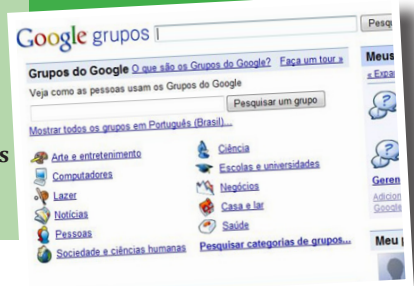 Google grupos
Pesqu
Grupos do Google O que são os Grupos do Google? Faça um tour »
Veja como as pessoas usam os Grupos do Google
Pesquisar um grupo
Mostrar todos os grupos em Português (Brasil)...
Arte e entretenimento
Computadores
Lazer
Notícias
Pessoas
Sociedade e ciências humanas
Ciência
Escolas e universidades
Negócios
Casa e lar
Saúde
Pesquisar categorias de grupos...
Meus
« Expa
Geren
Adicion
Google
Meu p
s